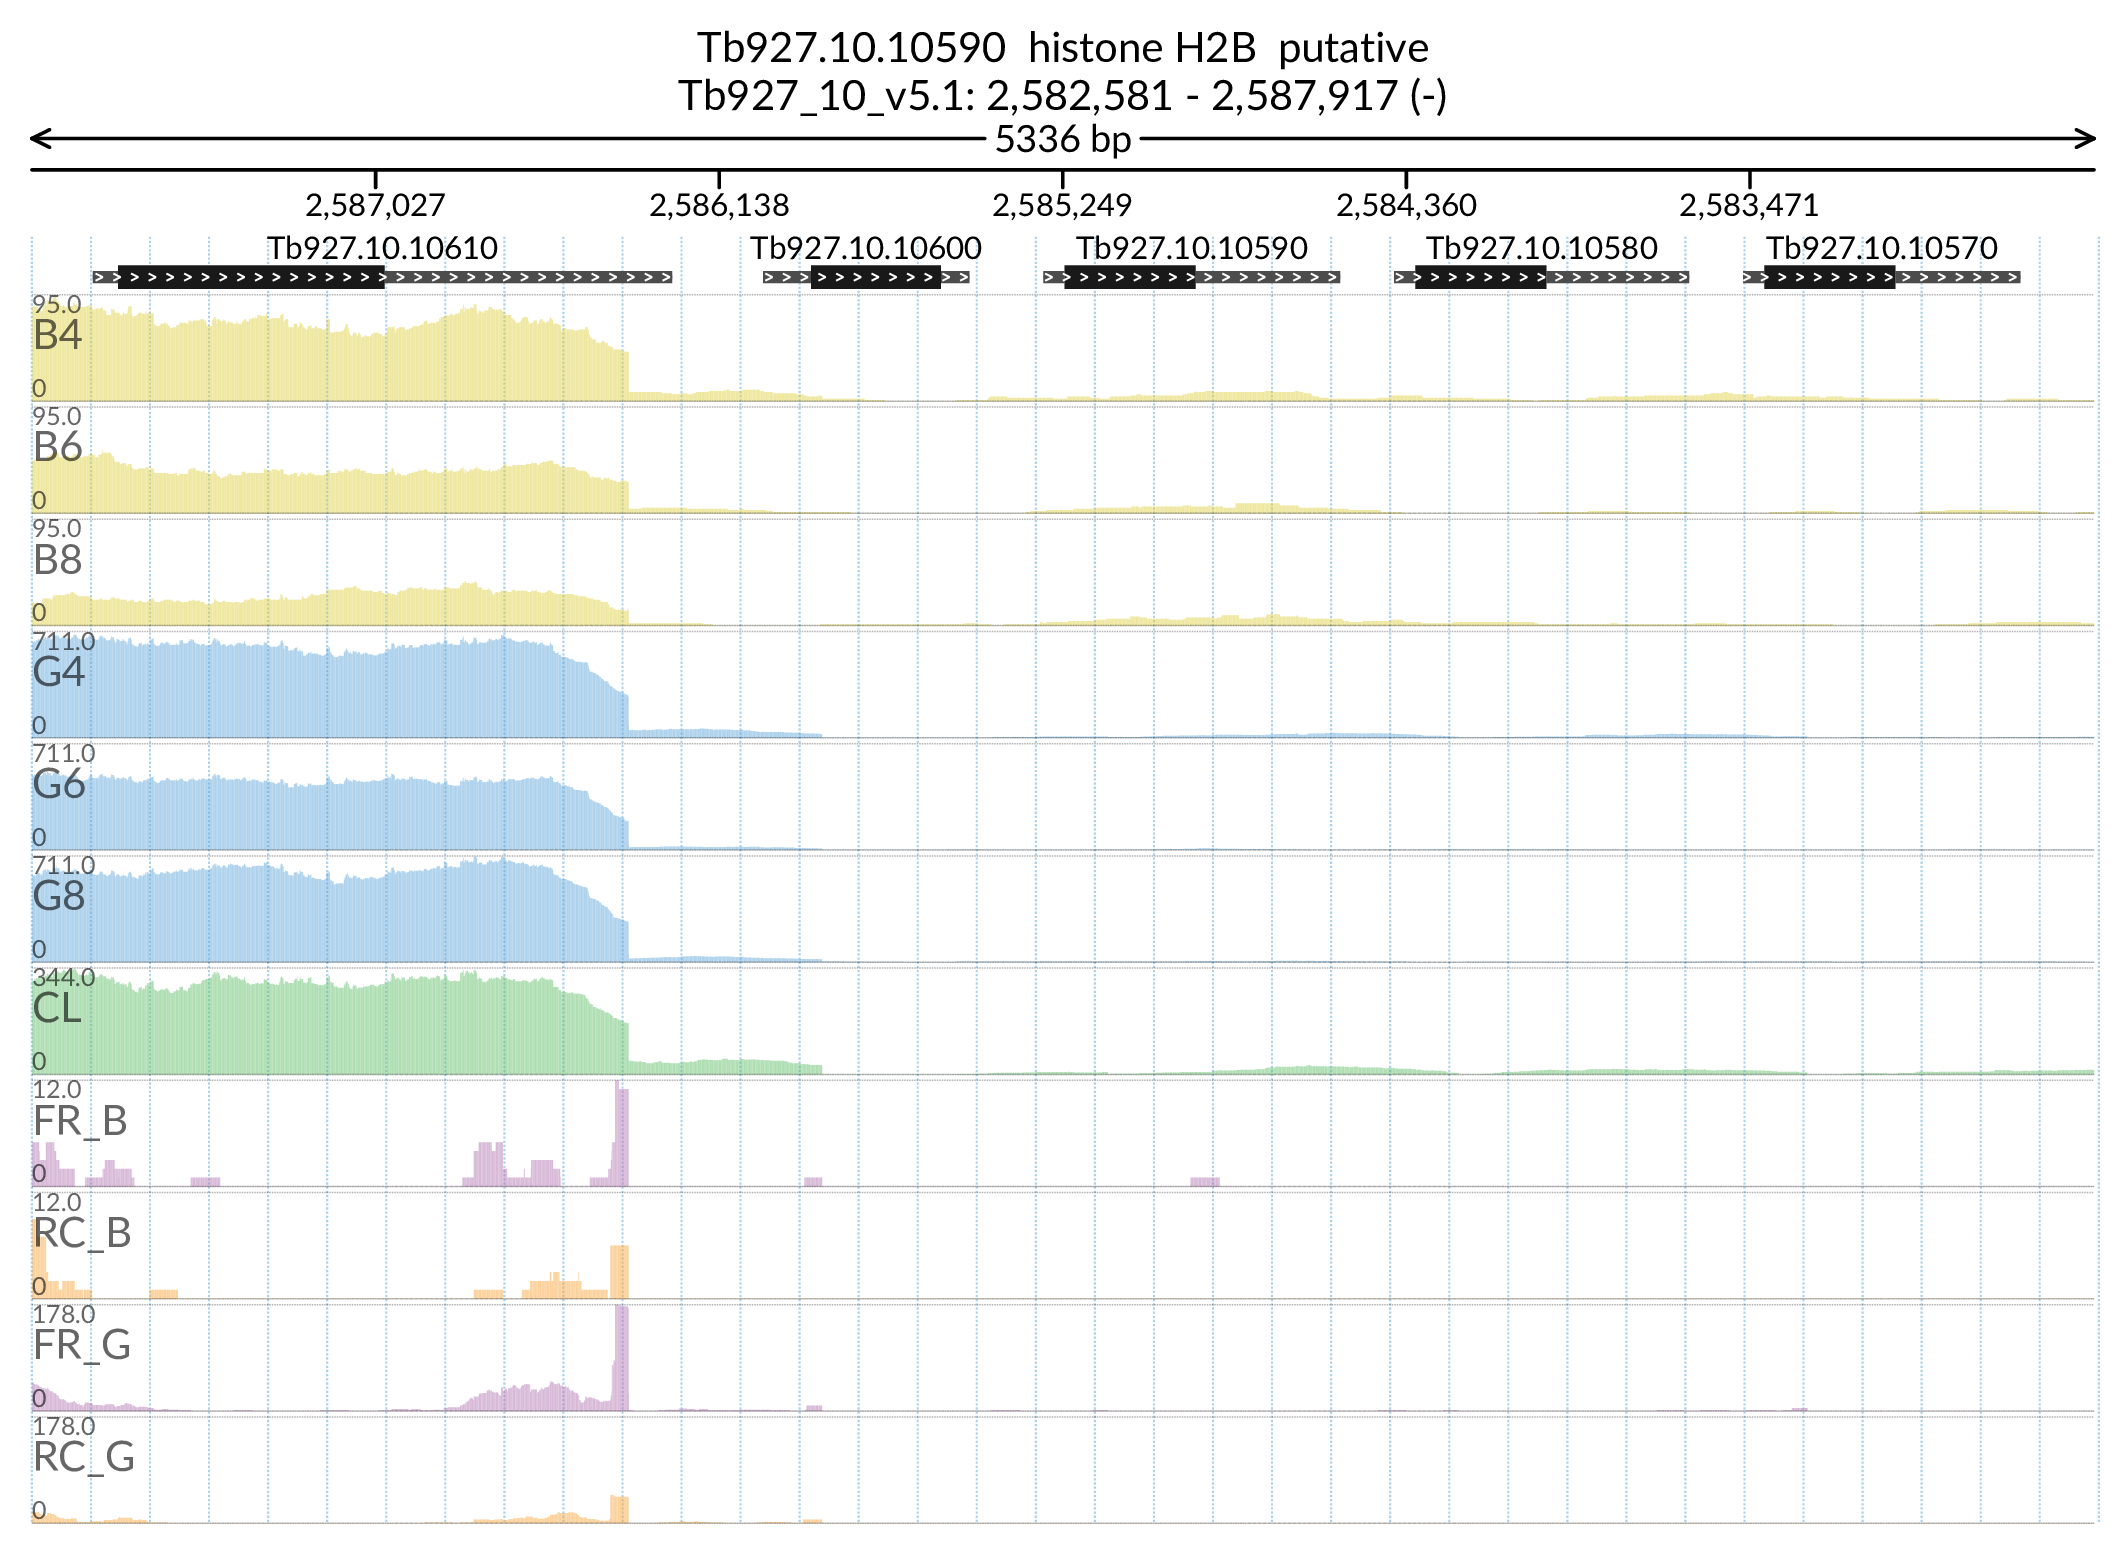 Tb927.10.10590 histone H2B putative
Tb927_10_v5.1: 2,582,581 - 2,587,917 (-)
5336 bp
2,587,027 2,586,138 2,585,249 2,584,360 2,583,471
Tb927.10.10610 Tb927.10.10600 Tb927.10.10590 Tb927.10.10580 Tb927.10.10570
95.0
B4
0
95.0
B6
0
95.0
B8
0
711.0
G4
0
711.0
G6
0
711.0
G8
0
344.0
CL
0
12.0
FR_B
0
12.0
RC_B
0
178.0
FR_G
0
178.0
RC_G
0